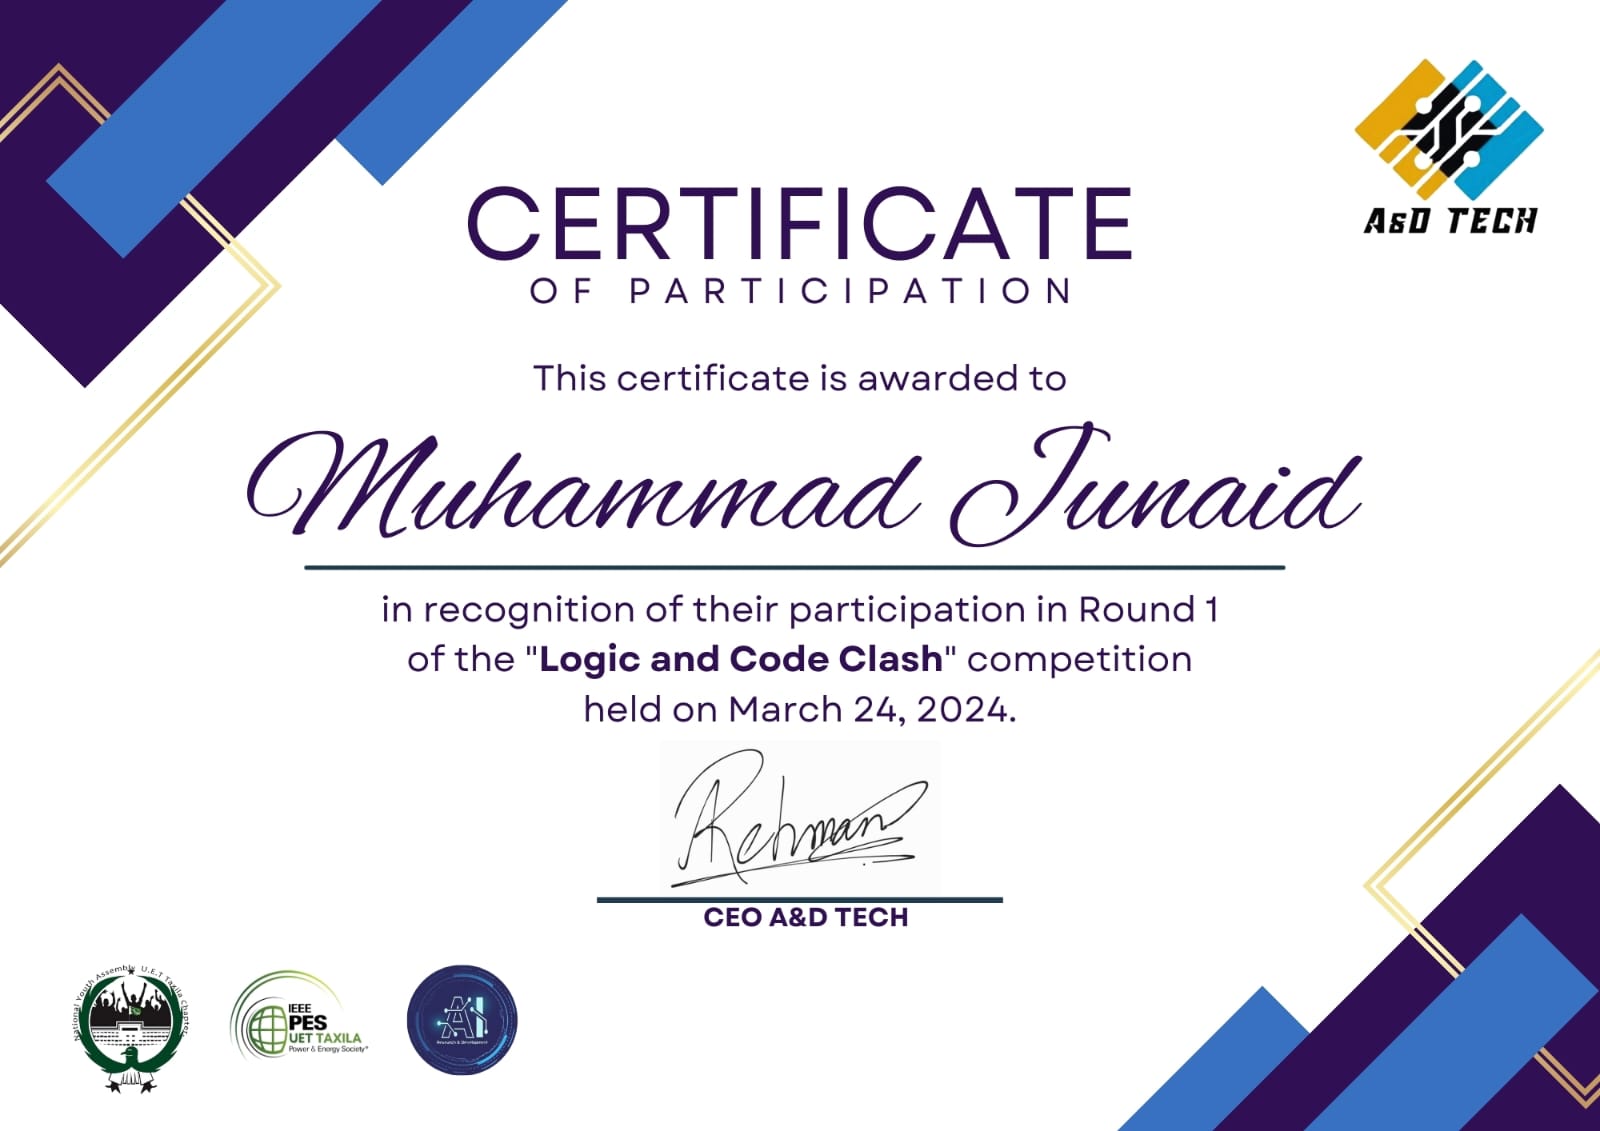 A&D TECH
CERTIFICATE
OF PARTICIPATION
This certificate is awarded to
Muhammad Junaid
in recognition of their participation in Round 1
of the "Logic and Code Clash" competition
held on March 24, 2024.
Rehman
CEO A&D TECH
National Youth Assembly U.E.T Taxila Chapter
IEEE
PES
UET TAXILA
Power & Energy Society®
AI
Research & Development